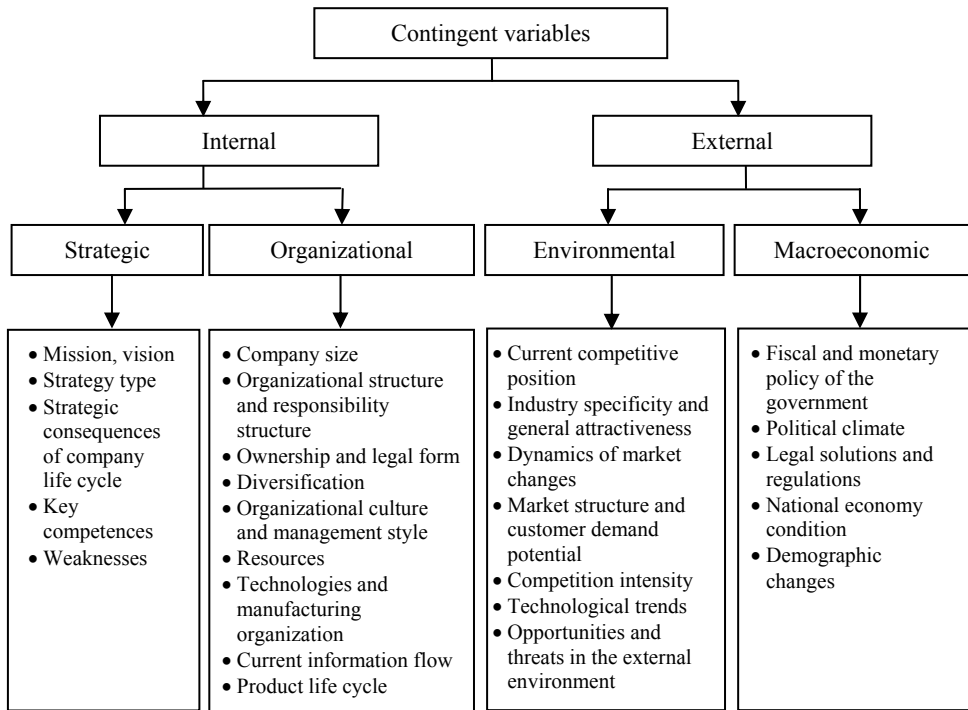 Contingent variables
Internal
External
Strategic
Organizational
Environmental
Macroeconomic
• Mission, vision
• Strategy type
• Strategic
consequences
of company
life cycle
• Key
competences
• Weaknesses
• Company size
• Organizational structure
and responsibility
structure
• Ownership and legal form
• Diversification
• Organizational culture
and management style
• Resources
• Technologies and
manufacturing
organization
• Current information flow
• Product life cycle
• Current competitive
position
• Industry specificity and
general attractiveness
• Dynamics of market
changes
• Market structure and
customer demand
potential
• Competition intensity
• Technological trends
• Opportunities and
threats in the external
environment
• Fiscal and monetary
policy of the
government
• Political climate
• Legal solutions and
regulations
• National economy
condition
• Demographic
changes